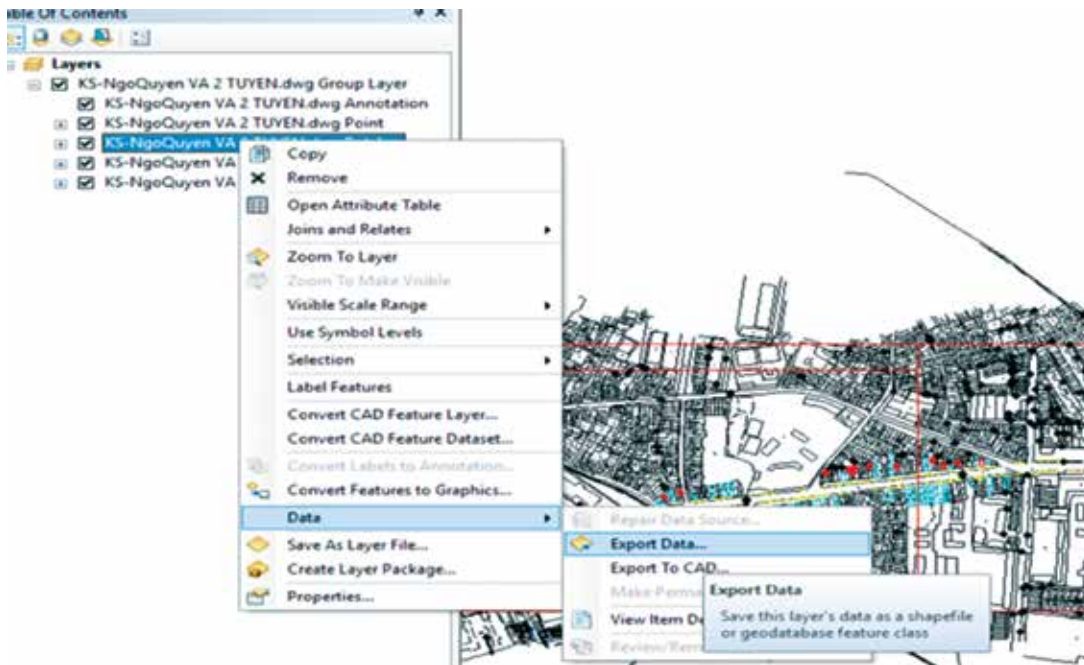 able Of Contents
Layers
KS-NgoQuyen VA 2 TUYEN.dwg Group Layer
KS-NgoQuyen VA 2 TUYEN.dwg Annotation
KS-NgoQuyen VA 2 TUYEN.dwg Point
KS-NgoQuyen VA
KS-NgoQuyen VA
KS-NgoQuyen VA
Copy
Remove
Open Attribute Table
Joins and Relates
Zoom To Layer
Zoom To Make Visible
Visible Scale Range
Use Symbol Levels
Selection
Label Features
Convert CAD Feature Layer...
Convert CAD Feature Dataset...
Convert Labels to Annotation...
Convert Features to Graphics...
Data
Save As Layer File...
Create Layer Package...
Properties...
Repair Data Source...
Export Data...
Export To CAD...
Make Perma
View Item De
Review/Rem
Export Data
Save this layer's data as a shapefile
or geodatabase feature class